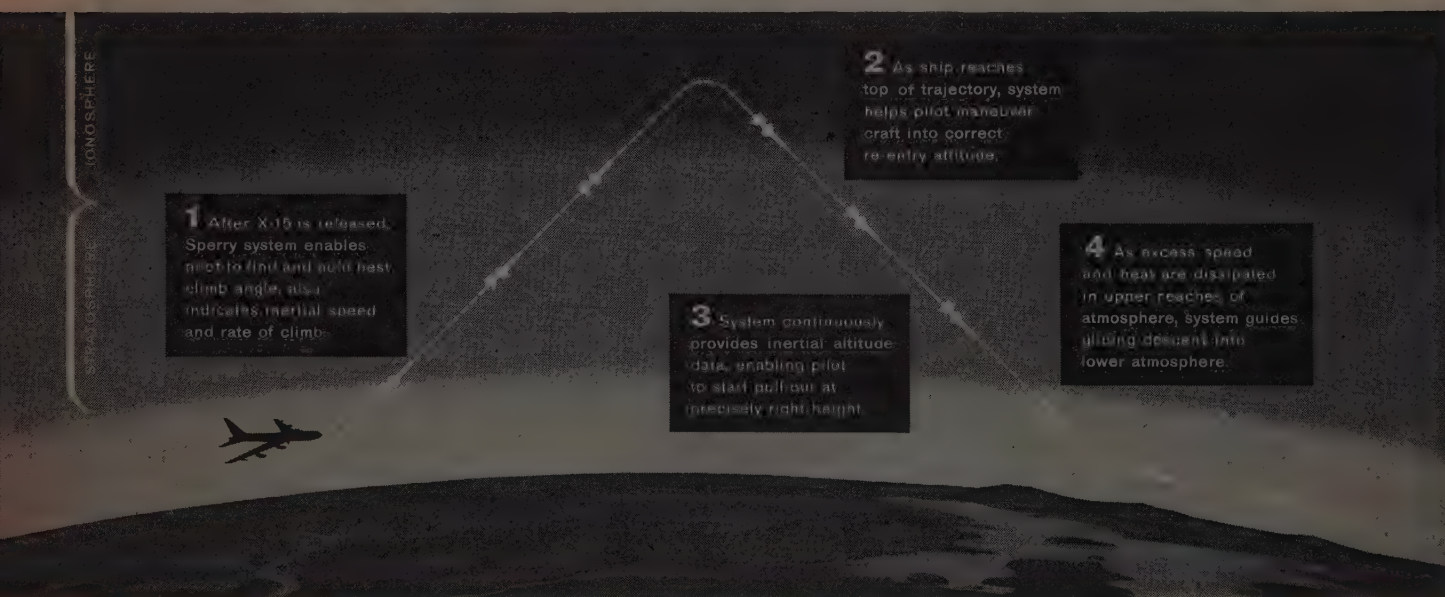 IONOSPHERE
STRATOSPHERE
1 After X-15 is released,
Sperry system enables
pilot to find and hold best
climb angle, also
indicates inertial speed
and rate of climb.
2 As ship reaches
top of trajectory, system
helps pilot maneuver
craft into correct
re-entry attitude.
3 System continuously
provides inertial altitude
data, enabling pilot
to start pull-out at
precisely right height.
4 As excess speed
and heat are dissipated
in upper reaches of
atmosphere, system guides
gliding descent into
lower atmosphere.